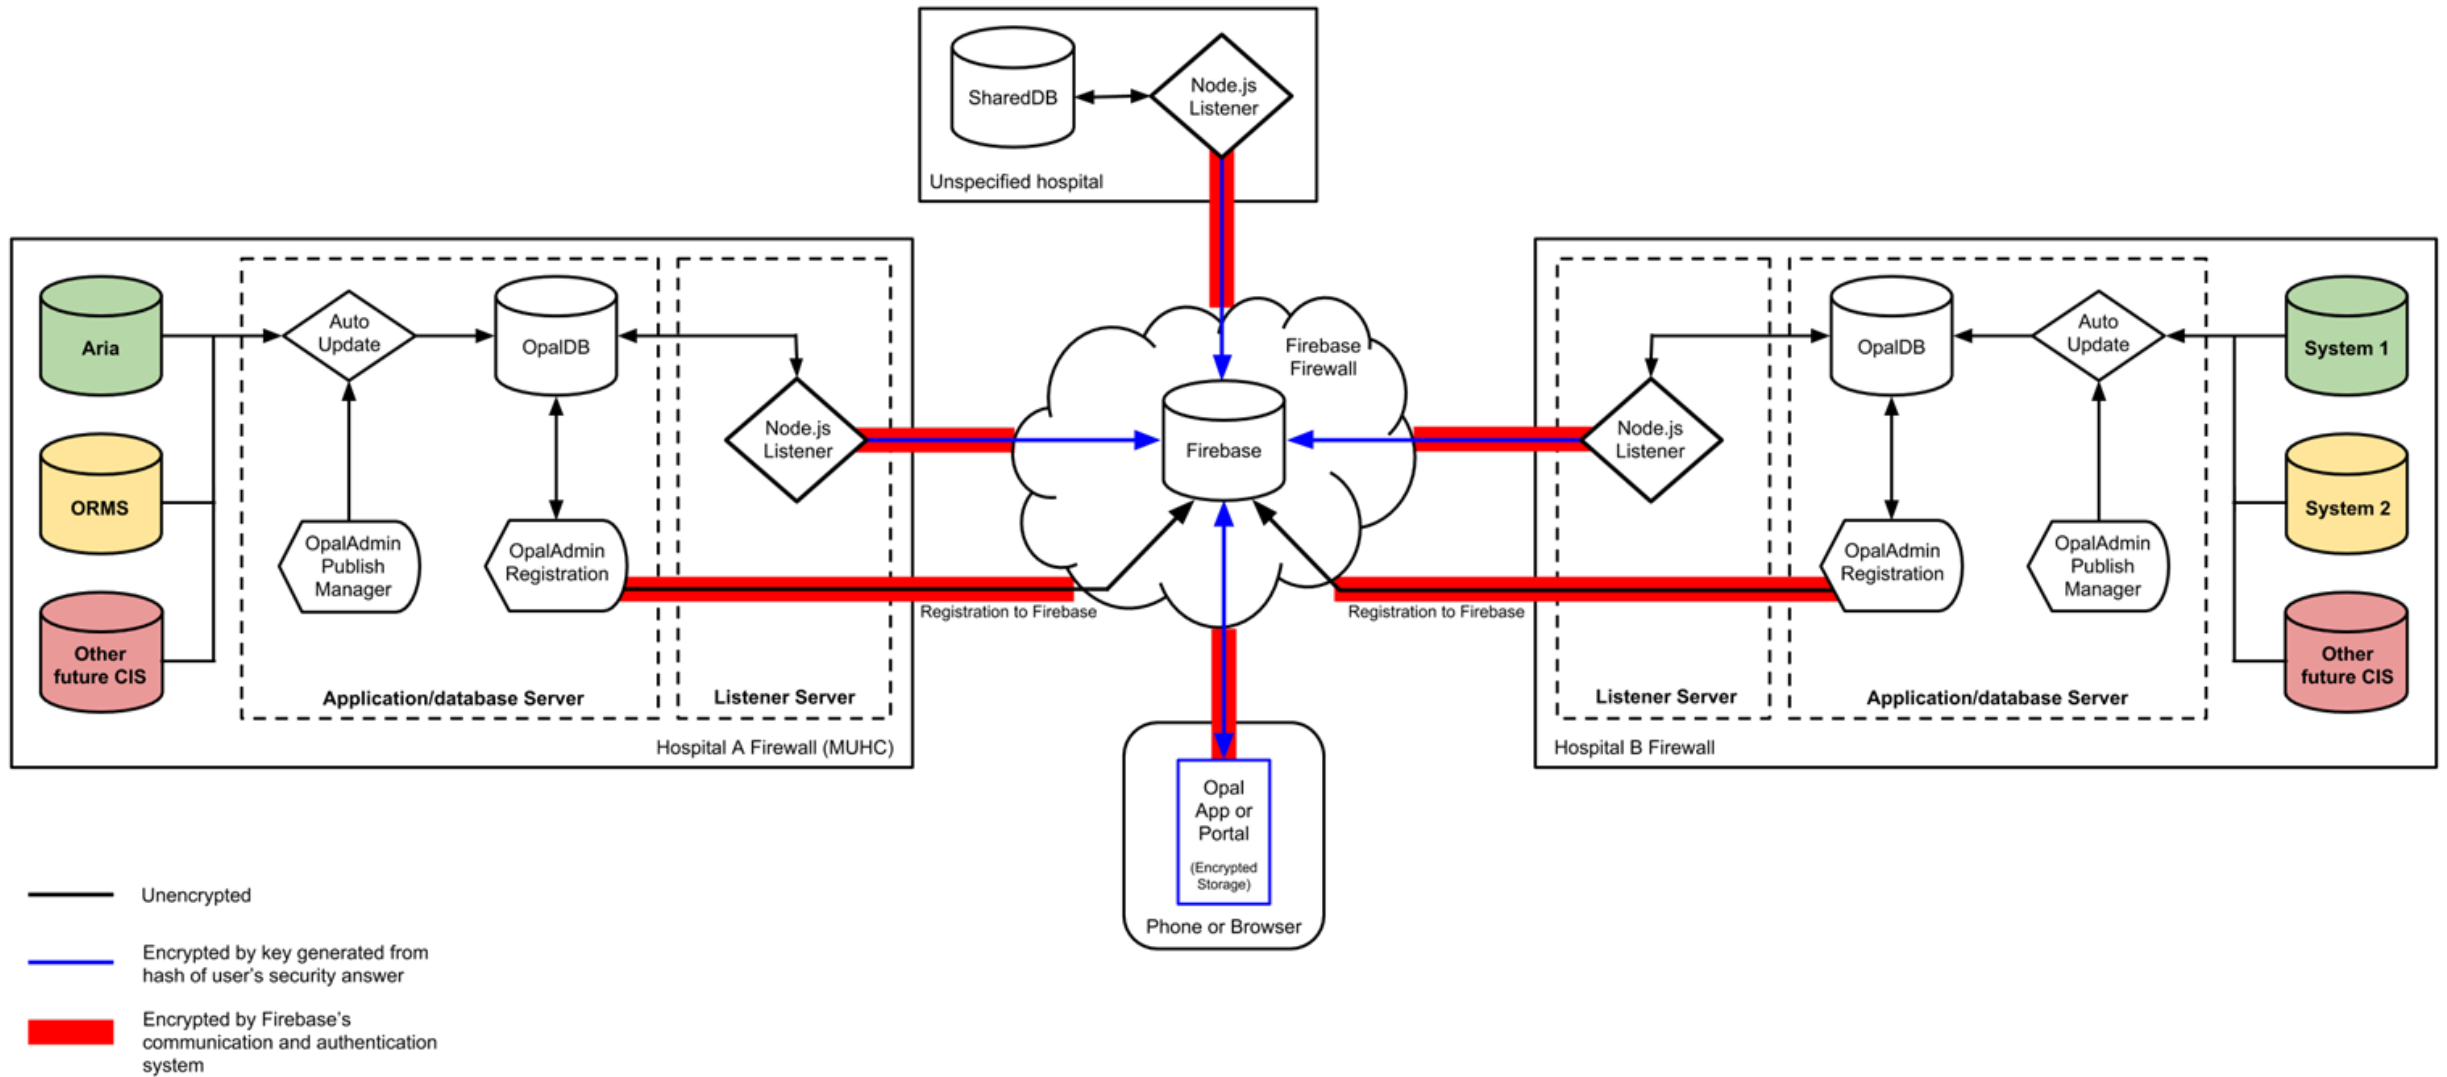 SharedDB
Node.js
Listener
Unspecified hospital
Aria
ORMS
Other
future CIS
Auto
Update
OpalDB
OpalAdmin
Publish
Manager
OpalAdmin
Registration
Application/database Server
Node.js
Listener
Listener Server
Hospital A Firewall (MUHC)
Firebase
Firewall
Firebase
Registration to Firebase
Registration to Firebase
Opal
App or
Portal
(Encrypted
Storage)
Phone or Browser
Node.js
Listener
Listener Server
OpalDB
Auto
Update
OpalAdmin
Registration
OpalAdmin
Publish
Manager
Application/database Server
System 1
System 2
Other
future CIS
Hospital B Firewall
Unencrypted
Encrypted by key generated from
hash of user's security answer
Encrypted by Firebase's
communication and authentication
system